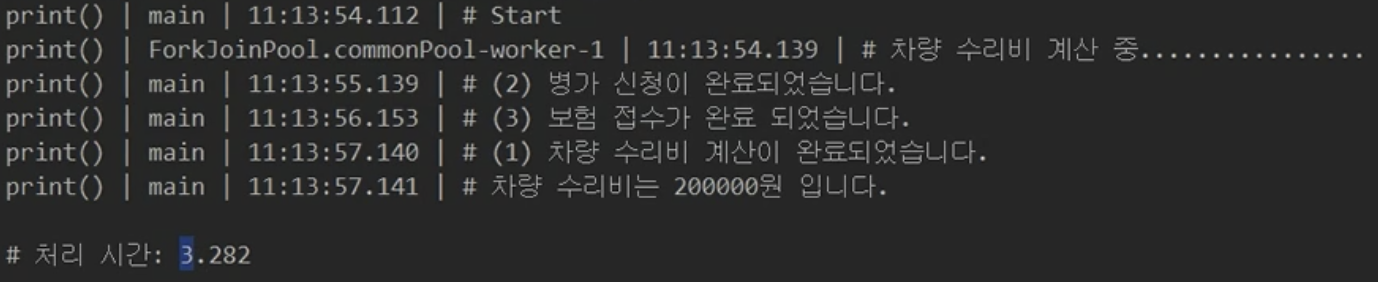 print() | main | 11:13:54.112 | # Start
print() | ForkJoinPool.commonPool-worker-1 | 11:13:54.139 | # 차량 수리비 계산 중................
print() | main | 11:13:55.139 | # (2) 병가 신청이 완료되었습니다.
print() | main | 11:13:56.153 | # (3) 보험 접수가 완료 되었습니다.
print() | main | 11:13:57.140 | # (1) 차량 수리비 계산이 완료되었습니다.
print() | main | 11:13:57.141 | # 차량 수리비는 200000원 입니다.
# 처리 시간: 3.282